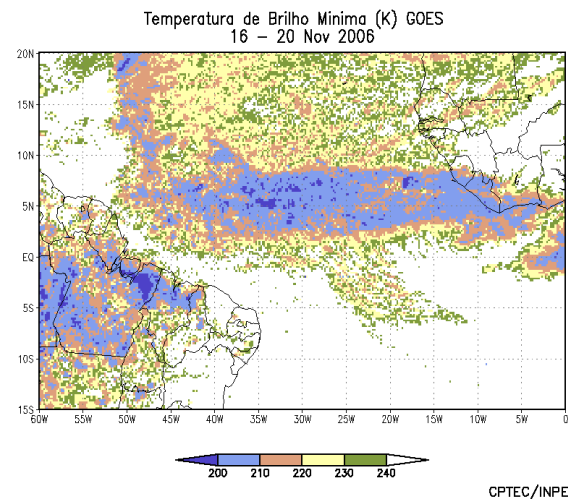 Temperatura de Brilho Minima (K) GOES
16 – 20 Nov 2006
20N
15N
10N
5N
EQ
5S
10S
15S
60W 55W 50W 45W 40W 35W 30W 25W 20W 15W 10W 5W 0
200 210 220 230 240
CPTEC/INPE